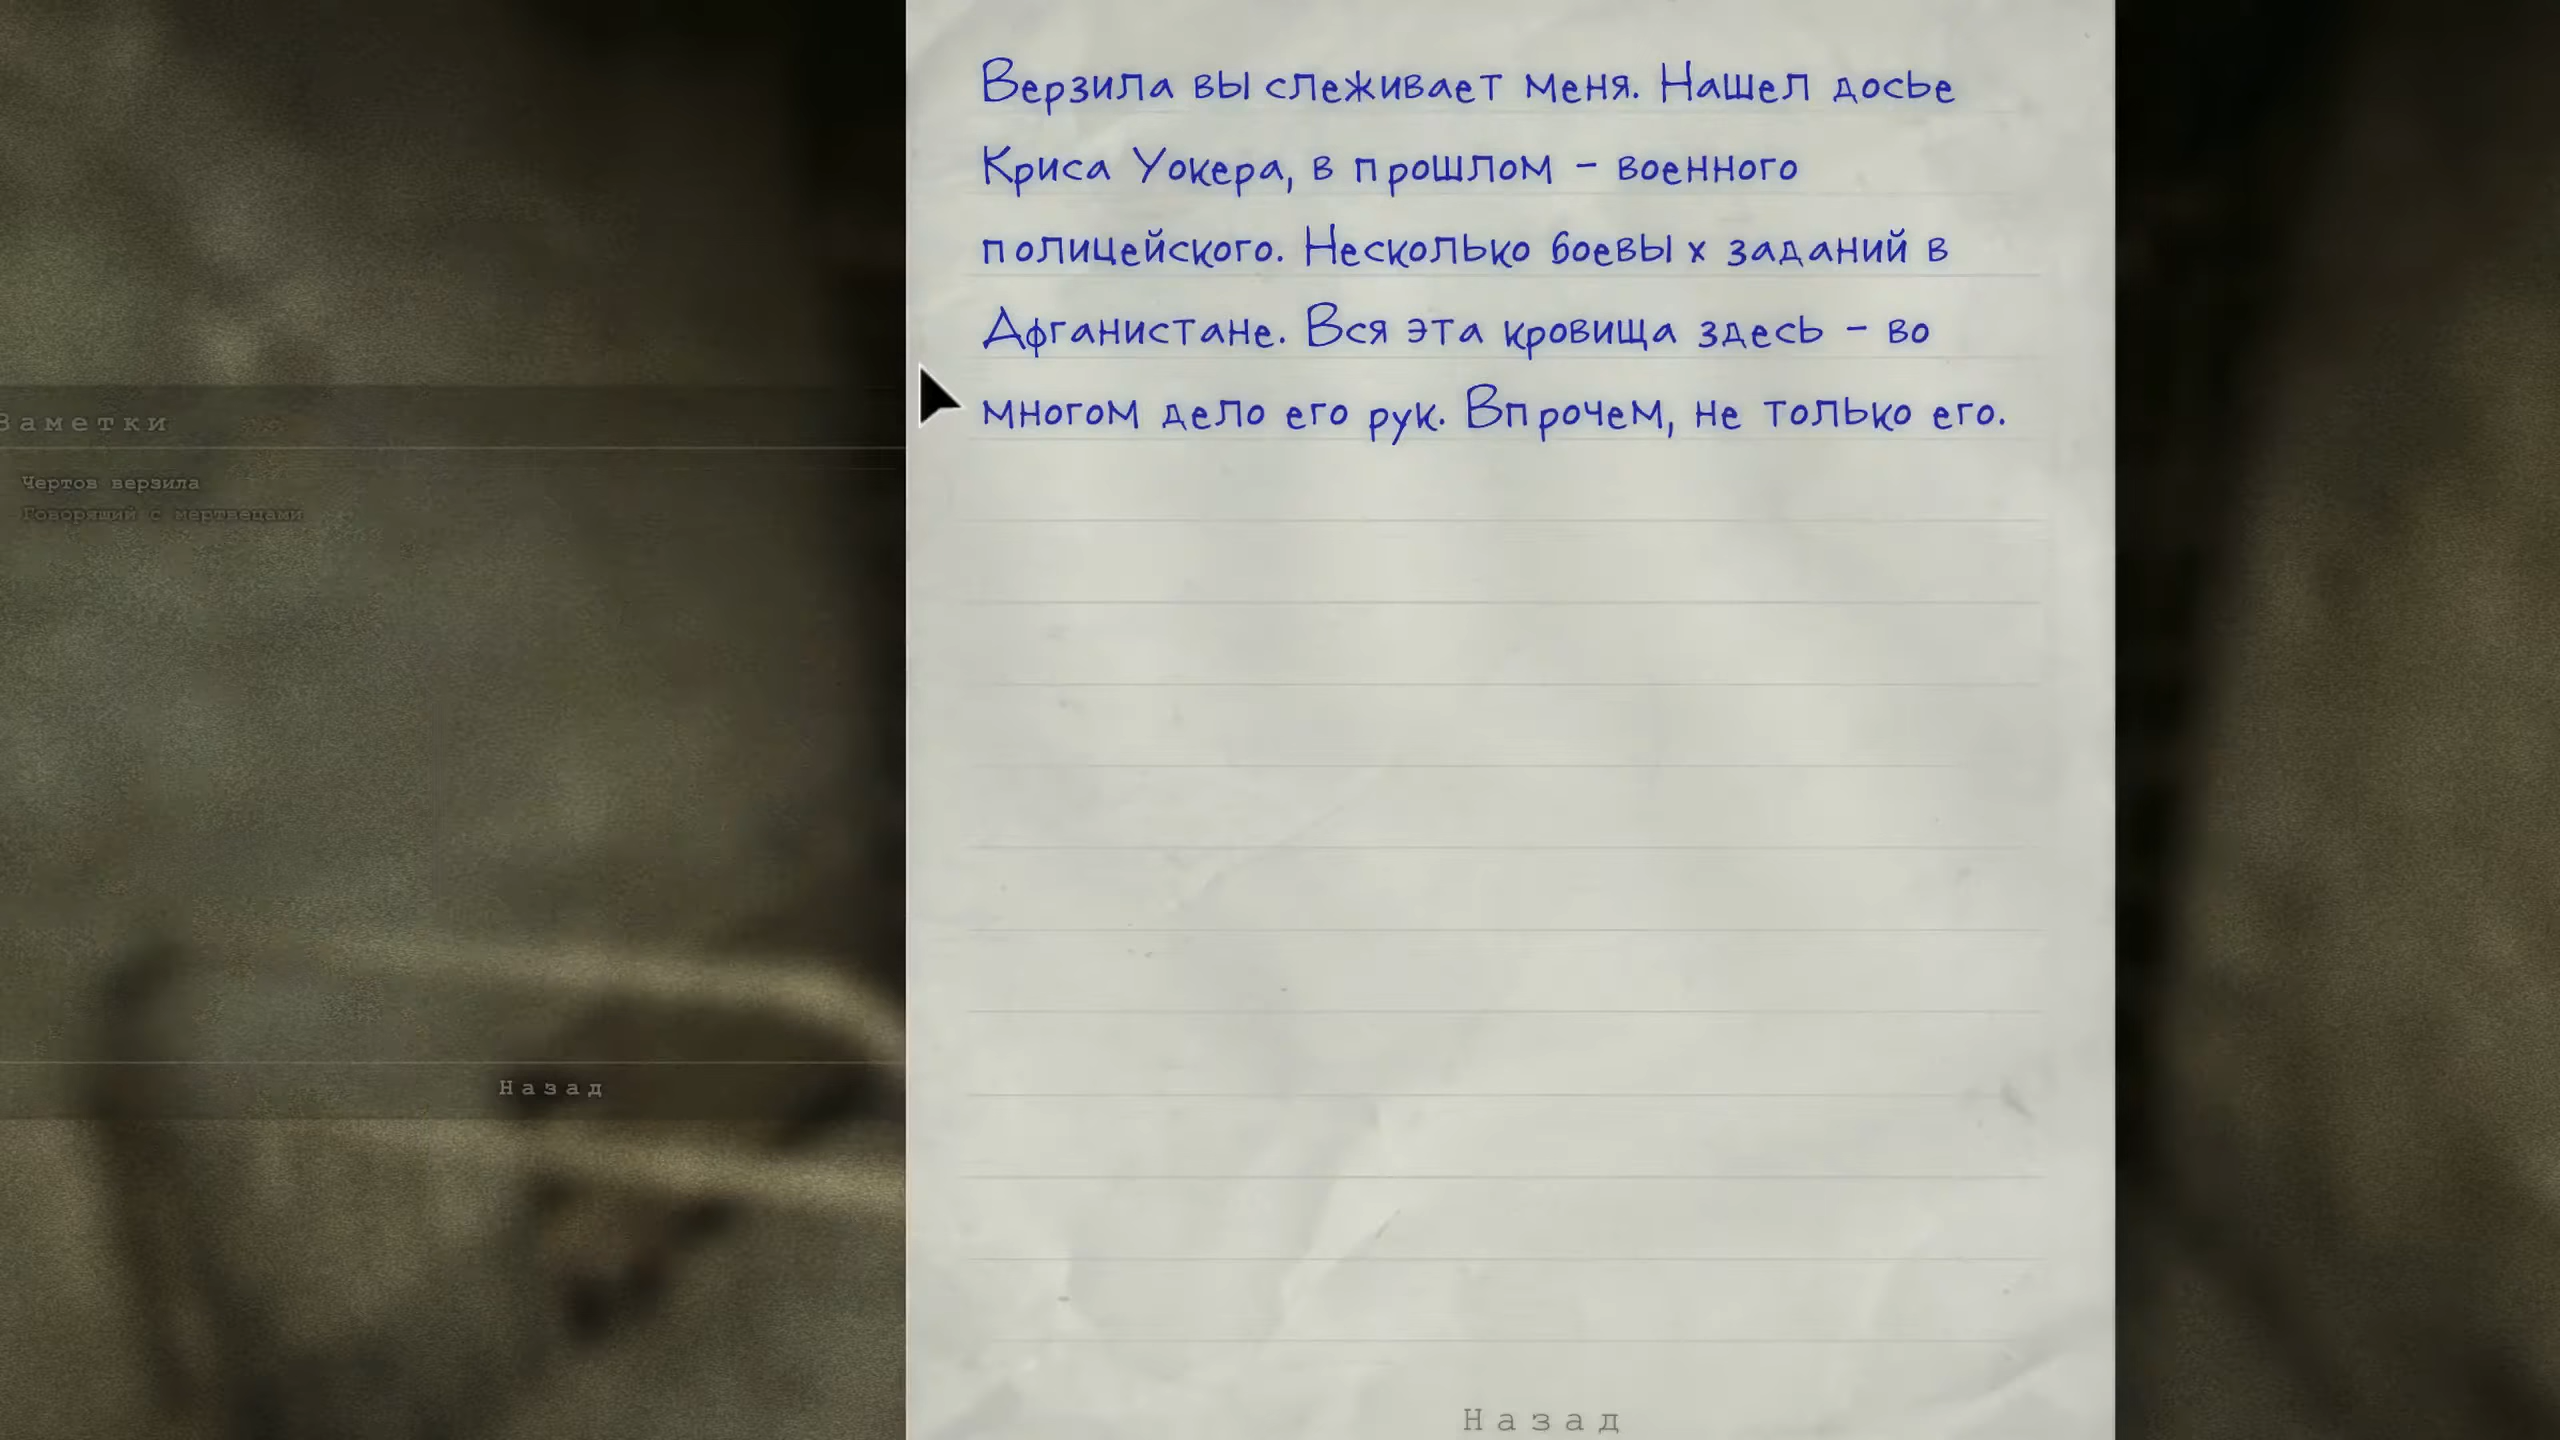 Верзила выслеживает меня. Нашел досье
Криса Уокера, в прошлом - военного
полицейского. Несколько боевых заданий в
Афганистане. Вся эта кровища здесь - во
многом дело его рук. Впрочем, не только его.
Заметки
Чертов верзила
Говорящий с мертвецами
Назад
Назад